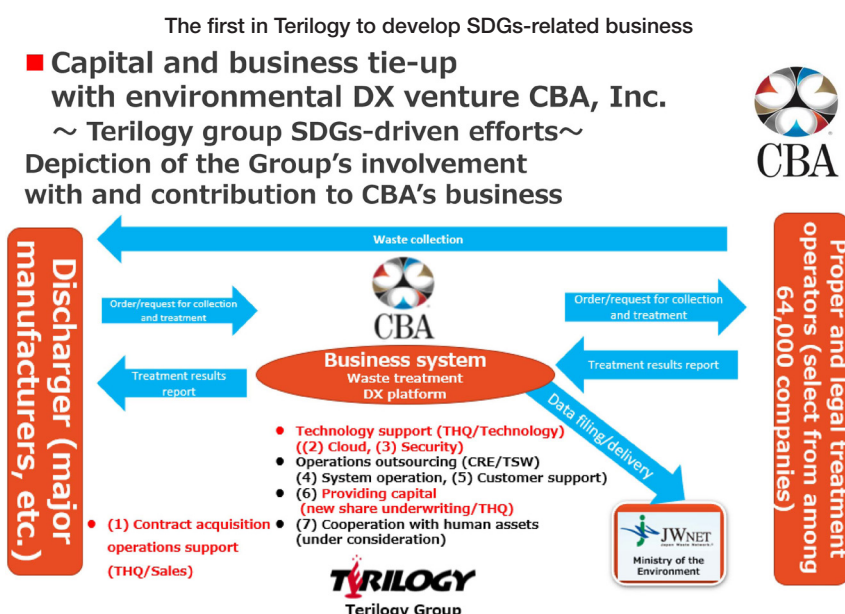 The first in Terilogy to develop SDGs-related business
■ Capital and business tie-up
with environmental DX venture CBA, Inc.
～ Terilogy group SDGs-driven efforts～
Depiction of the Group's involvement
with and contribution to CBA's business
CBA
Waste collection
Discharger (major
manufacturers, etc.)
Order/request for collection
and treatment
CBA
Order/request for collection
and treatment
Proper and legal treatment
operators (select from among
64,000 companies)
Treatment results
report
Business system
Waste treatment
DX platform
Treatment results report
Data filing/delivery
● Technology support (THQ/Technology)
((2) Cloud, (3) Security)
● Operations outsourcing (CRE/TSW)
(4) System operation, (5) Customer support)
● (6) Providing capital
(new share underwriting/THQ)
● (7) Cooperation with human assets
(under consideration)
● (1) Contract acquisition
operations support
(THQ/Sales)
JWNET
Japan Waste Network
Ministry of the
Environment
TERILOGY
Terilogy Group